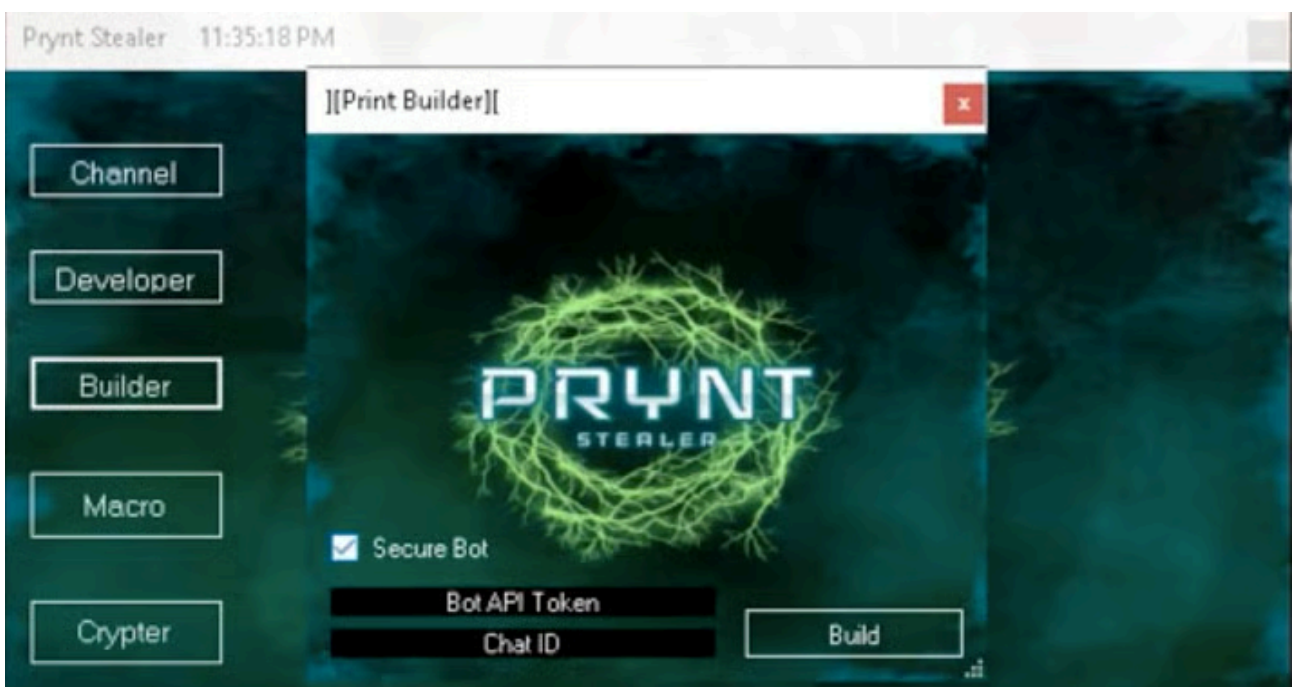 Prynt Stealer 11:35:18 PM
][Print Builder][
x
Channel
Developer
Builder
PRYNT
STEALER
Macro
Secure Bot
Bot API Token
Chat ID
Build
Crypter